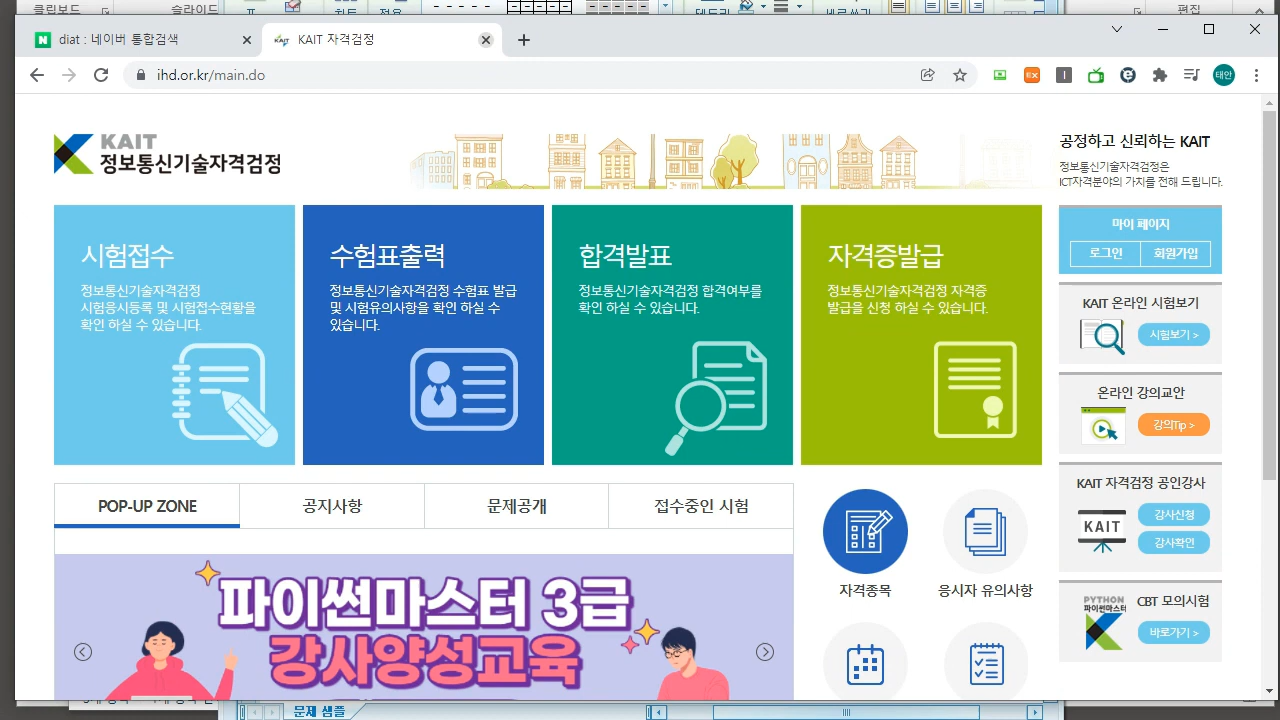 클립보드
슬라이드
편집
diat : 네이버 통합검색
KAIT 자격검정
ihd.or.kr/main.do
태안
KAIT
정보통신기술자격검정
공정하고 신뢰하는 KAIT
정보통신기술자격검정은
ICT자격분야의 가치를 전해 드립니다.
마이 페이지
로그인
회원가입
시험접수
정보통신기술자격검정
시험응시등록 및 시험접수현황을
확인 하실 수 있습니다.
수험표출력
정보통신기술자격검정 수험표 발급
및 시험유의사항을 확인 하실 수
있습니다.
합격발표
정보통신기술자격검정 합격여부를
확인 하실 수 있습니다.
자격증발급
정보통신기술자격검정 자격증
발급을 신청 하실 수 있습니다.
KAIT 온라인 시험보기
시험보기 >
온라인 강의교안
강의Tip >
KAIT 자격검정 공인강사
KAIT
강사신청
강사확인
PYTHON
파이썬마스터
CBT 모의시험
바로가기 >
POP-UP ZONE
공지사항
문제공개
접수중인 시험
자격종목
응시자 유의사항
파이썬마스터 3급
강사양성교육
문제 샘플